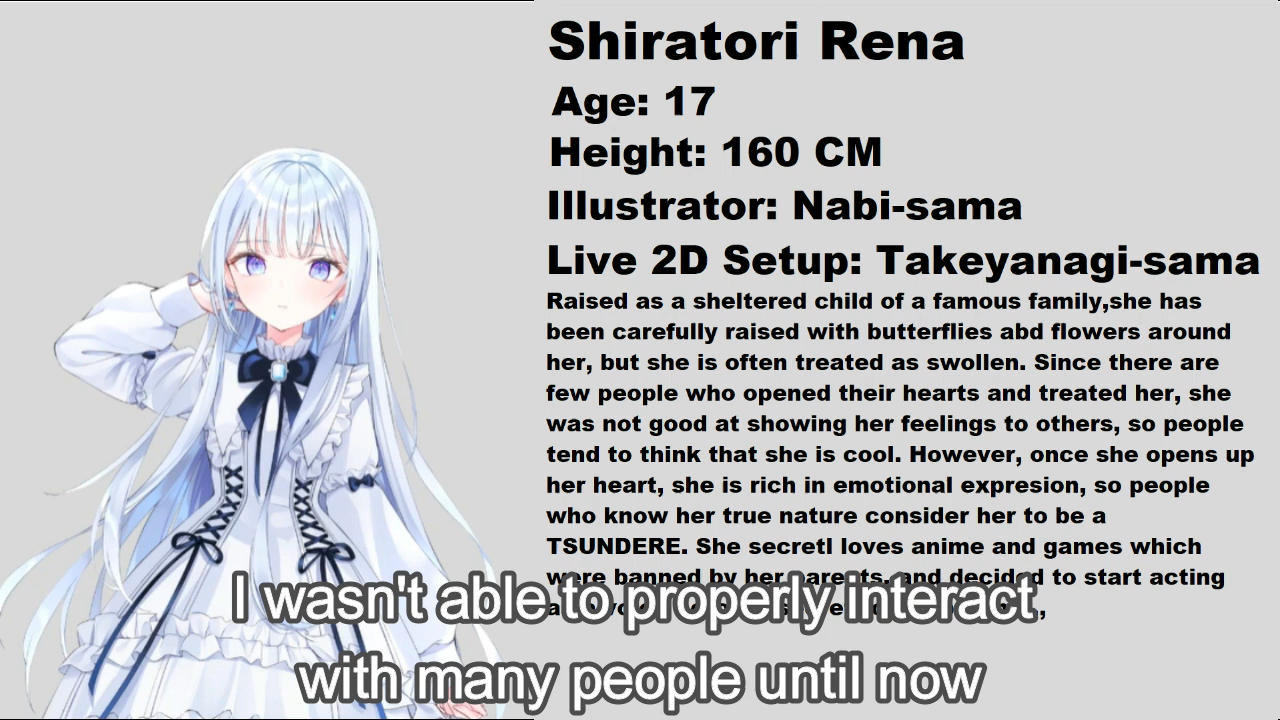 Shiratori Rena
Age: 17
Height: 160 CM
Illustrator: Nabi-sama
Live 2D Setup: Takeyanagi-sama
Raised as a sheltered child of a famous family,she has
been carefully raised with butterflies abd flowers around
her, but she is often treated as swollen. Since there are
few people who opened their hearts and treated her, she
was not good at showing her feelings to others, so people
tend to think that she is cool. However, once she opens up
her heart, she is rich in emotional expresion, so people
who know her true nature consider her to be a
TSUNDERE. She secretl loves anime and games which
were banned by her parents, and decided to start acting
I wasn't able to properly interact
with many people until now